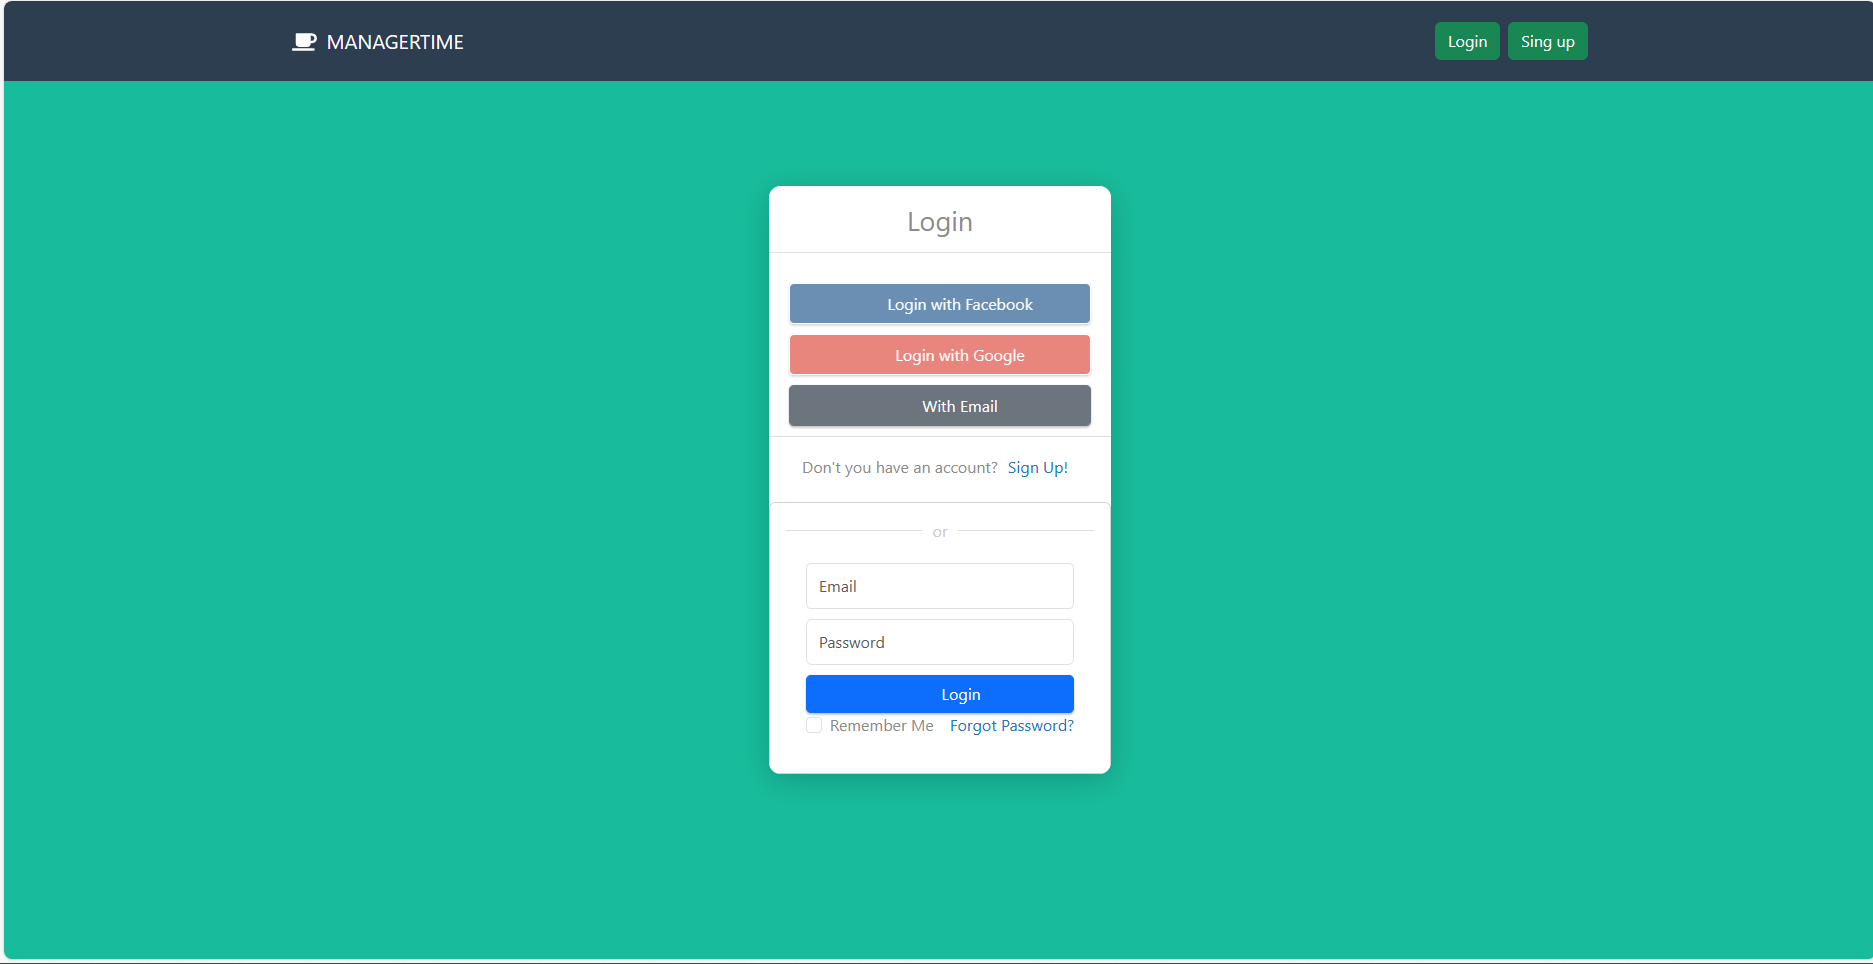 MANAGERTIME
Login
Sing up
Login
Login with Facebook
Login with Google
With Email
Don't you have an account? Sign Up!
or
Email
Password
Login
Remember Me Forgot Password?